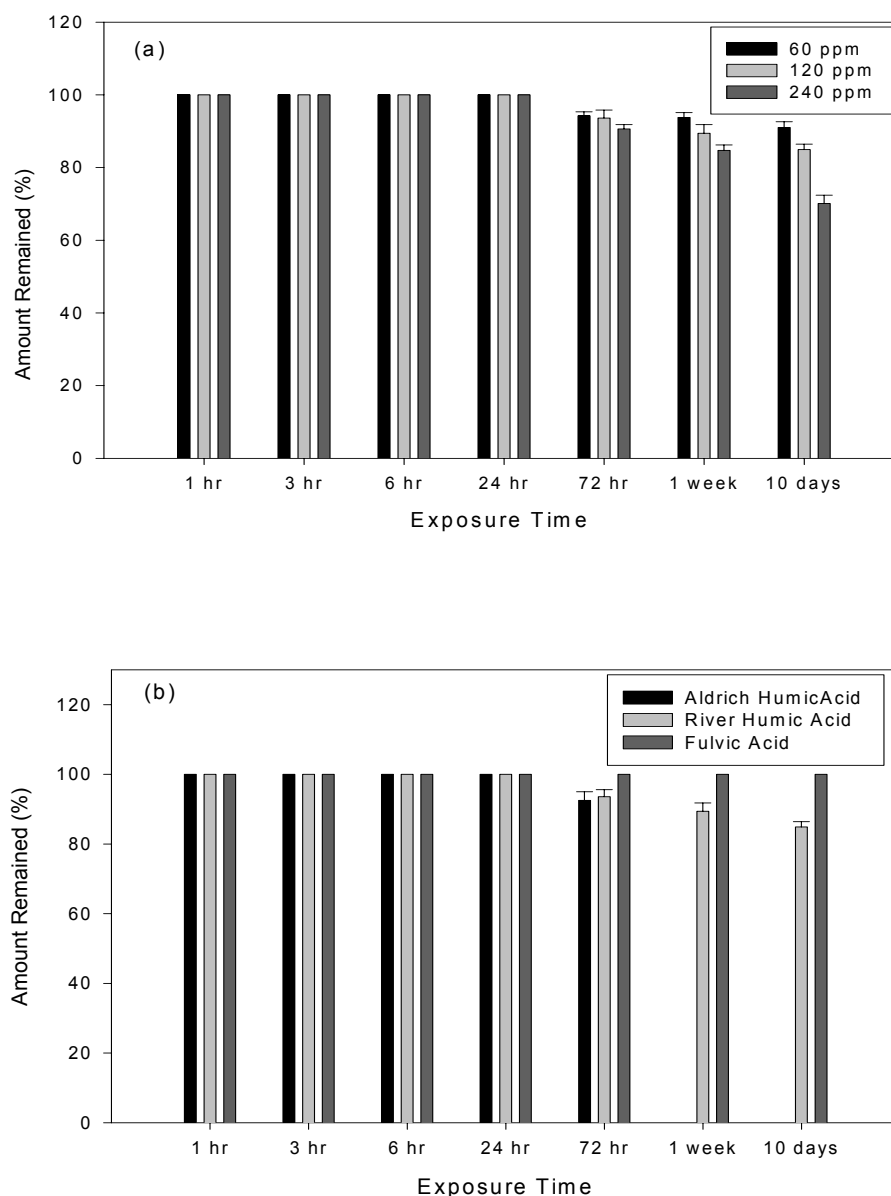 (a)
60 ppm
120 ppm
240 ppm
120
100
80
60
40
20
0
Amount Remained (%)
1 hr 3 hr 6 hr 24 hr 72 hr 1 week 10 days
Exposure Time
(b)
Aldrich HumicAcid
River Humic Acid
Fulvic Acid
120
100
80
60
40
20
0
Amount Remained (%)
1 hr 3 hr 6 hr 24 hr 72 hr 1 week 10 days
Exposure Time